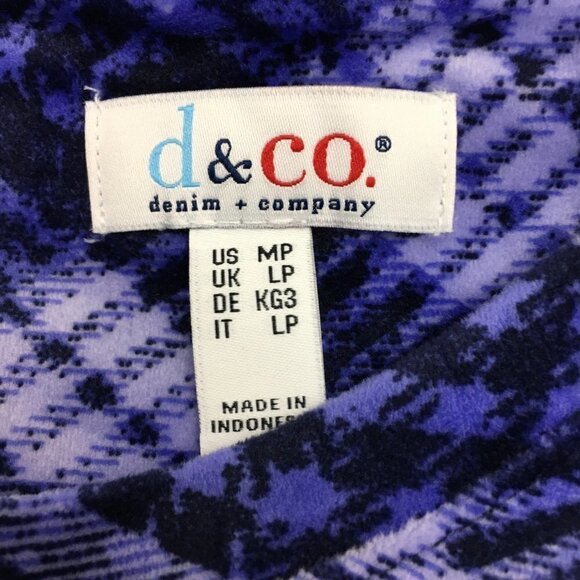 d&co.®
denim + company
US MP
UK LP
DE KG3
IT LP
MADE IN